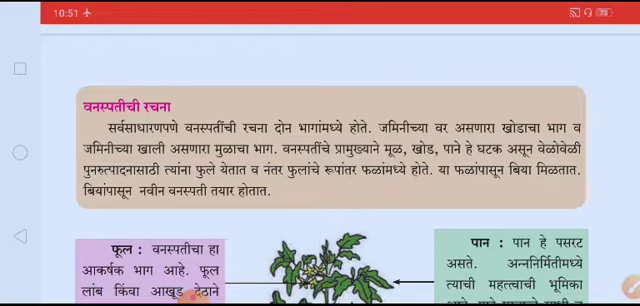 10:51
73
वनस्पतीची रचना
सर्वसाधारणपणे वनस्पतींची रचना दोन भागांमध्ये होते. जमिनीच्या वर असणारा खोडाचा भाग व
जमिनीच्या खाली असणारा मुळाचा भाग. वनस्पतींचे प्रामुख्याने मूळ, खोड, पाने हे घटक असून वेळोवेळी
पुनरुत्पादनासाठी त्यांना फुले येतात व नंतर फुलांचे रूपांतर फळांमध्ये होते. या फळांपासून बिया मिळतात.
बियांपासून नवीन वनस्पती तयार होतात.
फूल : वनस्पतीचा हा
आकर्षक भाग आहे. फूल
लांब किंवा आखूड देठाने
पान : पान हे पसरट
असते. अन्ननिर्मितीमध्ये
त्याची महत्त्वाची भूमिका